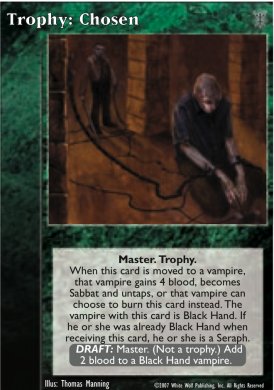 Trophy: Chosen
Master. Trophy.
When this card is moved to a vampire,
that vampire gains 4 blood, becomes
Sabbat and untaps, or that vampire can
choose to burn this card instead. The
vampire with this card is Black Hand. If
he or she was already Black Hand when
receiving this card, he or she is a Seraph.
DRAFT: Master. (Not a trophy.) Add
2 blood to a Black Hand vampire.
Illus: Thomas Manning
©2007 White Wolf Publishing, Inc. All Rights Reserved